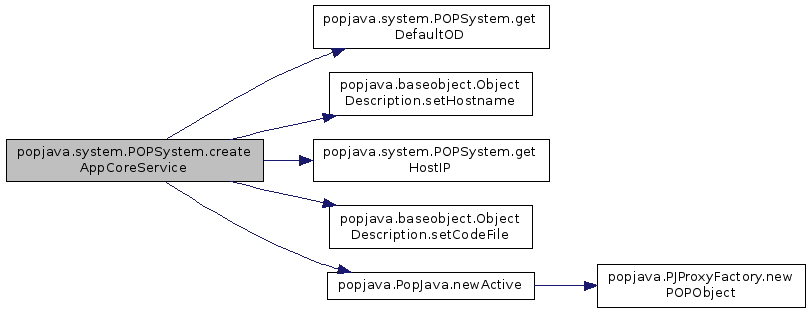 popjava.system.POPSystem.get
DefaultOD
popjava.baseobject.Object
Description.setHostname
popjava.system.POPSystem.create
AppCoreService
popjava.system.POPSystem.get
HostIP
popjava.baseobject.Object
Description.setCodeFile
popjava.PopJava.newActive
popjava.PJProxyFactory.new
POPObject